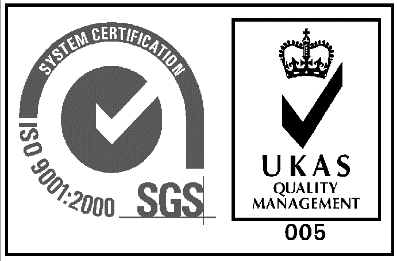 SYSTEM CERTIFICATION
ISO 9001:2000
SGS
UKAS
QUALITY
MANAGEMENT
005